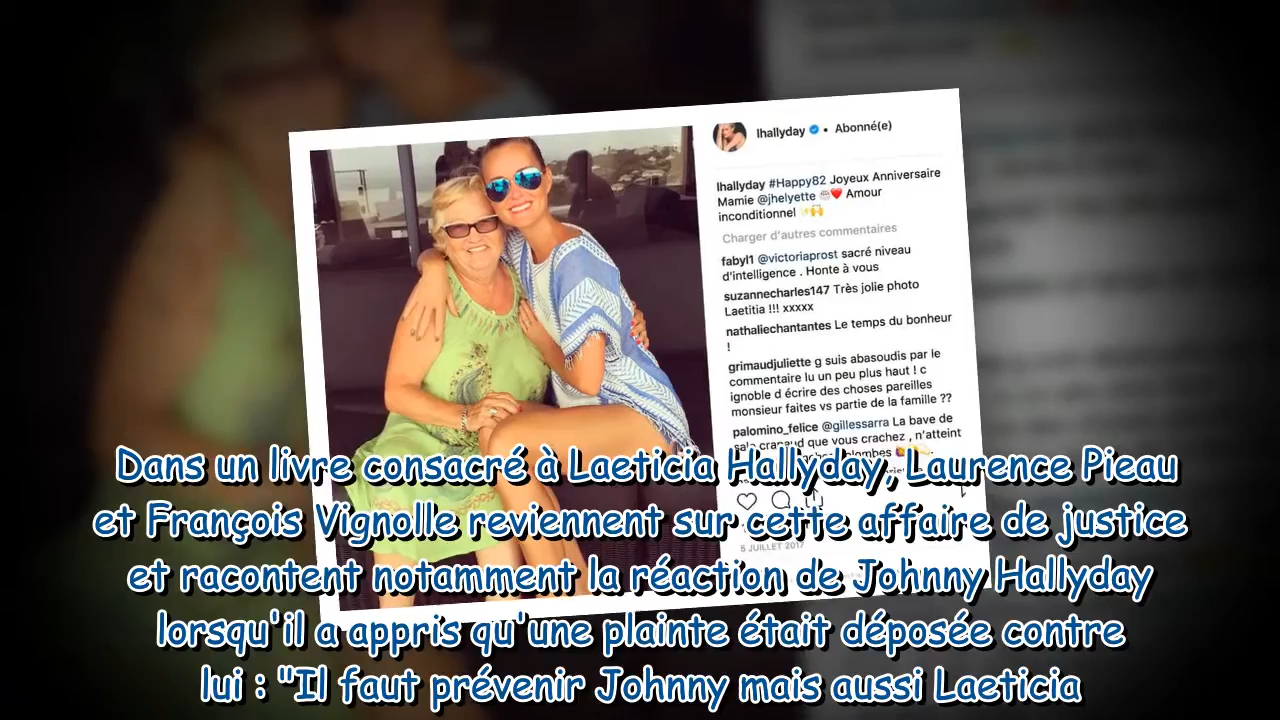 lhallyday • Abonné(e)
lhallyday #Happy82 Joyeux Anniversaire
Mamie @jhelyette 🎂❤️ Amour
inconditionnel ✨🙌
Charger d'autres commentaires
fabyl1 @victoriaprost sacré niveau
d'intelligence . Honte à vous
suzannecharles147 Très jolie photo
Laetitia !!! xxxxx
nathaliechantantes Le temps du bonheur
!
grimaudjuliette g suis abasoudis par le
commentaire lu un peu plus haut ! c
ignoble d écrire des choses pareilles
monsieur faites vs partie de la famille ??
palomino_felice @gillessarra La bave de
crapaud que vous crachez , n'atteint
5 JUILLET 2017
Dans un livre consacré à Laeticia Hallyday, Laurence Pieau
et François Vignolle reviennent sur cette affaire de justice
et racontent notamment la réaction de Johnny Hallyday
lorsqu'il a appris qu'une plainte était déposée contre
lui : "Il faut prévenir Johnny mais aussi Laeticia